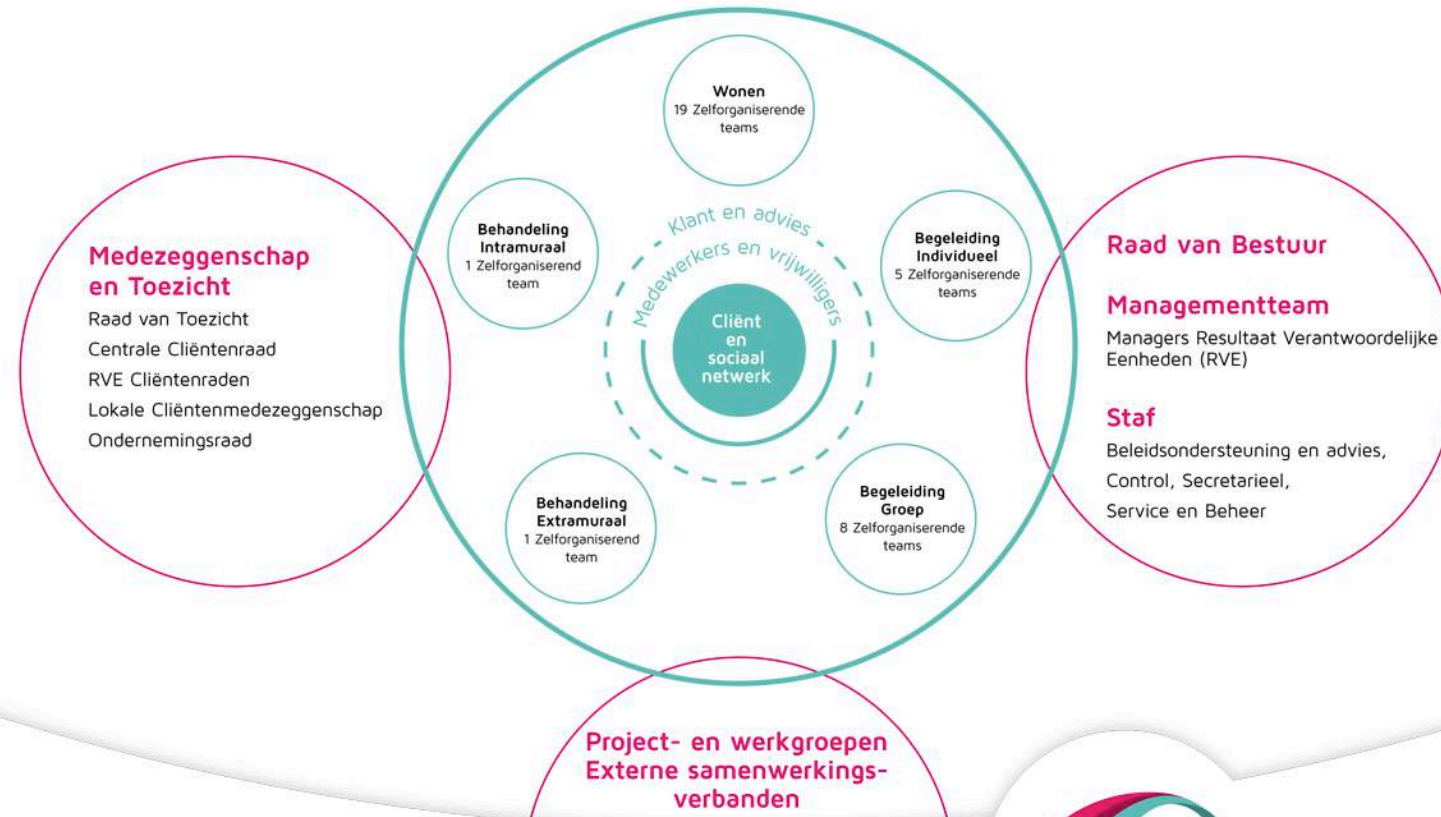 Wonen
19 Zelforganiserende
teams
Behandeling
Intramuraal
1 Zelforganiserend
team
Klant en advies
Medewerkers en vrijwilligers
Cliënt
en
sociaal
netwerk
Begeleiding
Individueel
5 Zelforganiserende
teams
Behandeling
Extramuraal
1 Zelforganiserend
team
Begeleiding
Groep
8 Zelforganiserende
teams
Medezeggenschap
en Toezicht
Raad van Toezicht
Centrale Cliëntenraad
RVE Cliëntenraden
Lokale Cliëntenmedezeggenschap
Ondernemingsraad
Raad van Bestuur
Managementteam
Managers Resultaat Verantwoordelijke
Eenheden (RVE)
Staf
Beleidsondersteuning en advies,
Control, Secretarieel,
Service en Beheer
Project- en werkgroepen
Externe samenwerkings-
verbanden